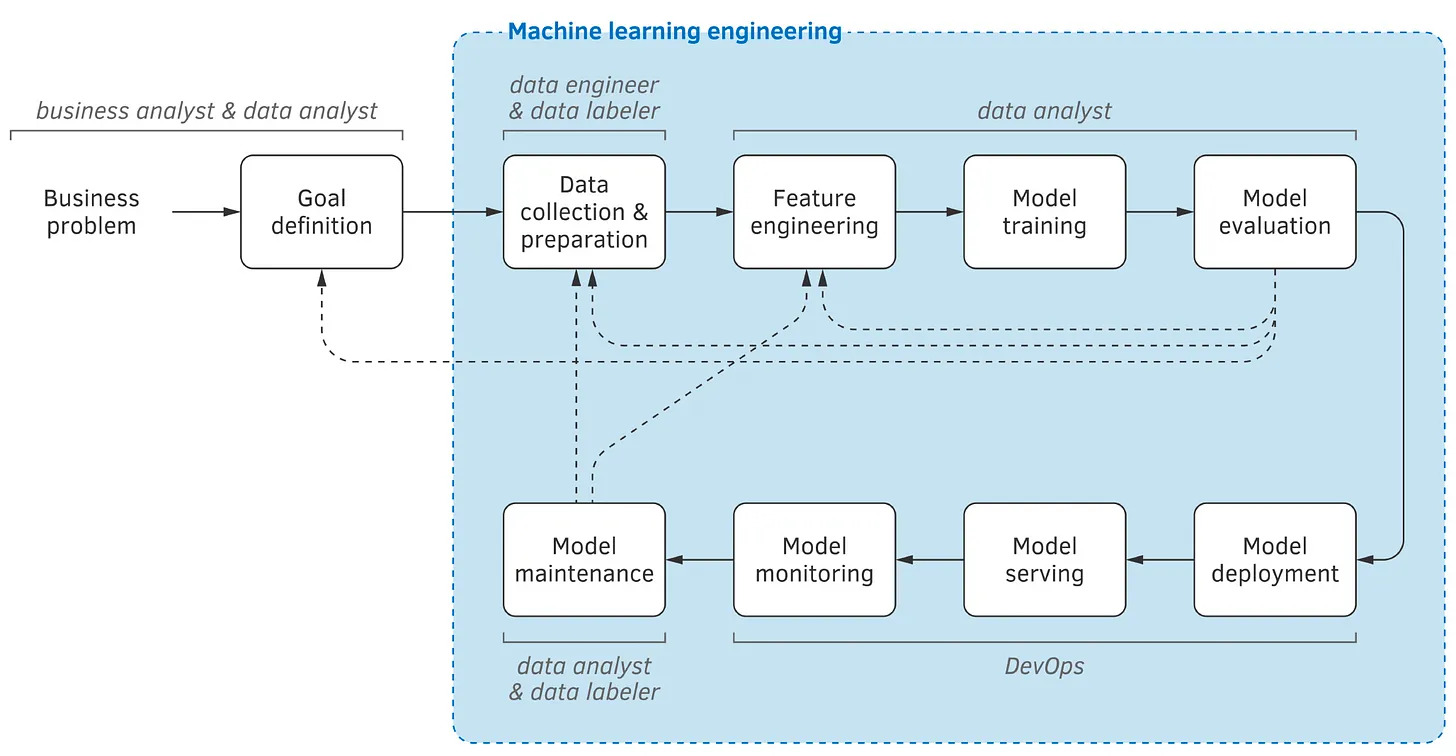 Machine learning engineering
business analyst & data analyst
data engineer
& data labeler
data analyst
Business
problem
Goal
definition
Data
collection &
preparation
Feature
engineering
Model
training
Model
evaluation
Model
maintenance
Model
monitoring
Model
serving
Model
deployment
data analyst
& data labeler
DevOps